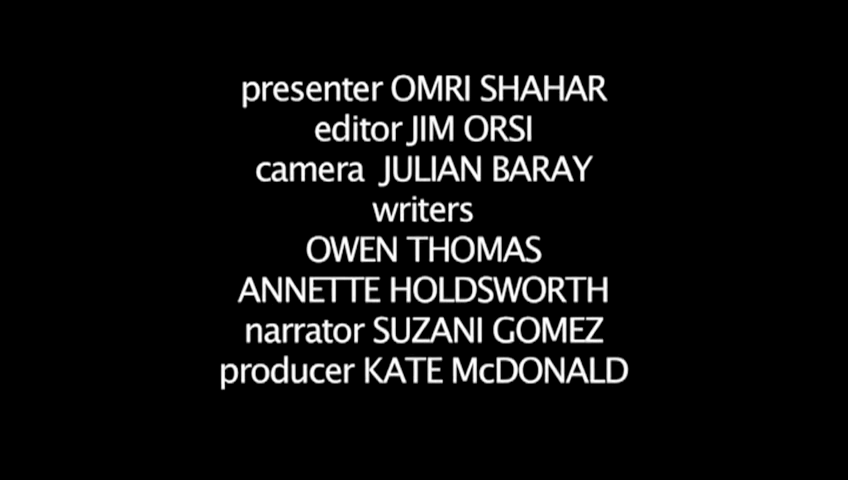 presenter OMRI SHAHAR
editor JIM ORSI
camera JULIAN BARAY
writers
OWEN THOMAS
ANNETTE HOLDSWORTH
narrator SUZANI GOMEZ
producer KATE McDONALD